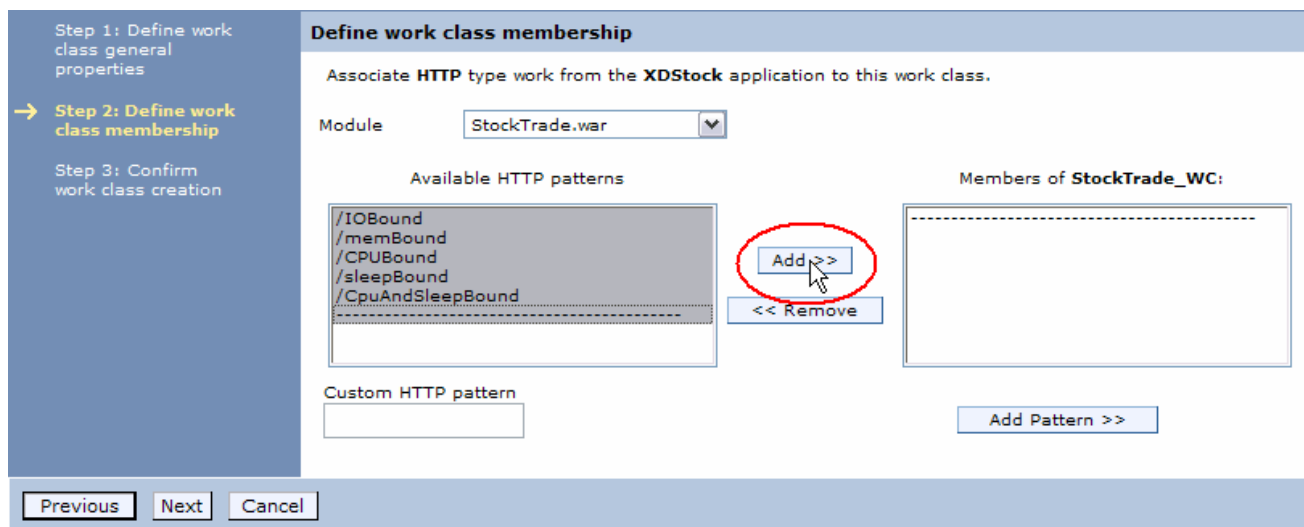 Step 1: Define work
class general
properties
Step 2: Define work
class membership
Step 3: Confirm
work class creation
Define work class membership
Associate HTTP type work from the XDStock application to this work class.
Module StockTrade.war
Available HTTP patterns
/IOBound
/memBound
/CPUBound
/sleepBound
/CpuAndSleepBound
-------------------------------------------
Add >>
<< Remove
Members of StockTrade_WC:
-------------------------------------------
Custom HTTP pattern
Add Pattern >>
Previous Next Cancel